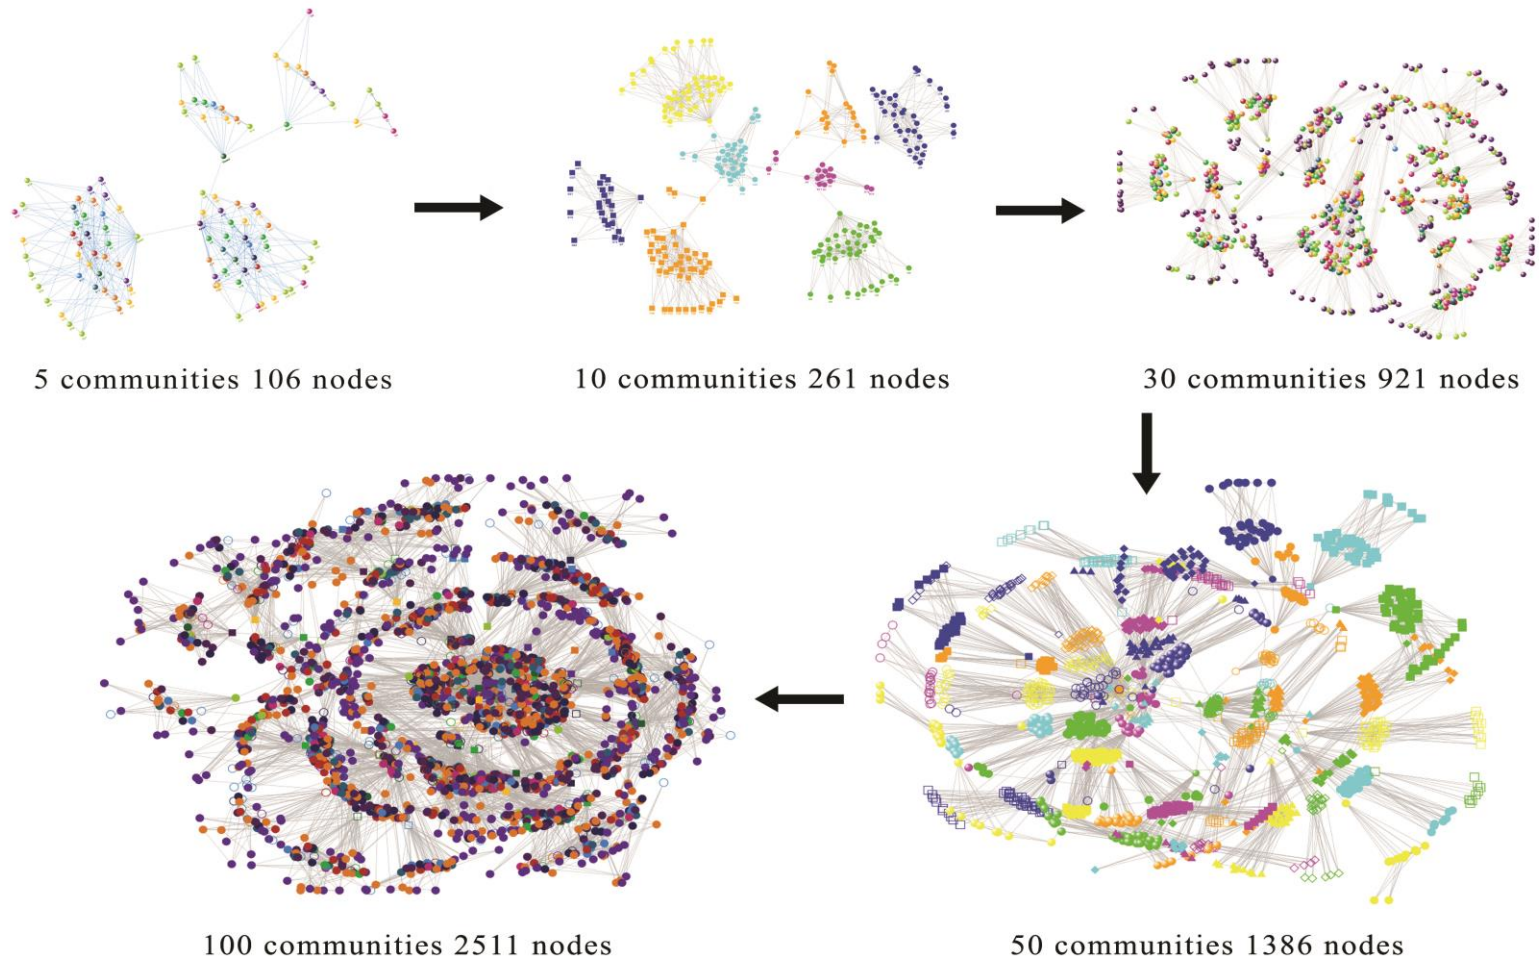 5 communities 106 nodes
10 communities 261 nodes
30 communities 921 nodes
100 communities 2511 nodes
50 communities 1386 nodes